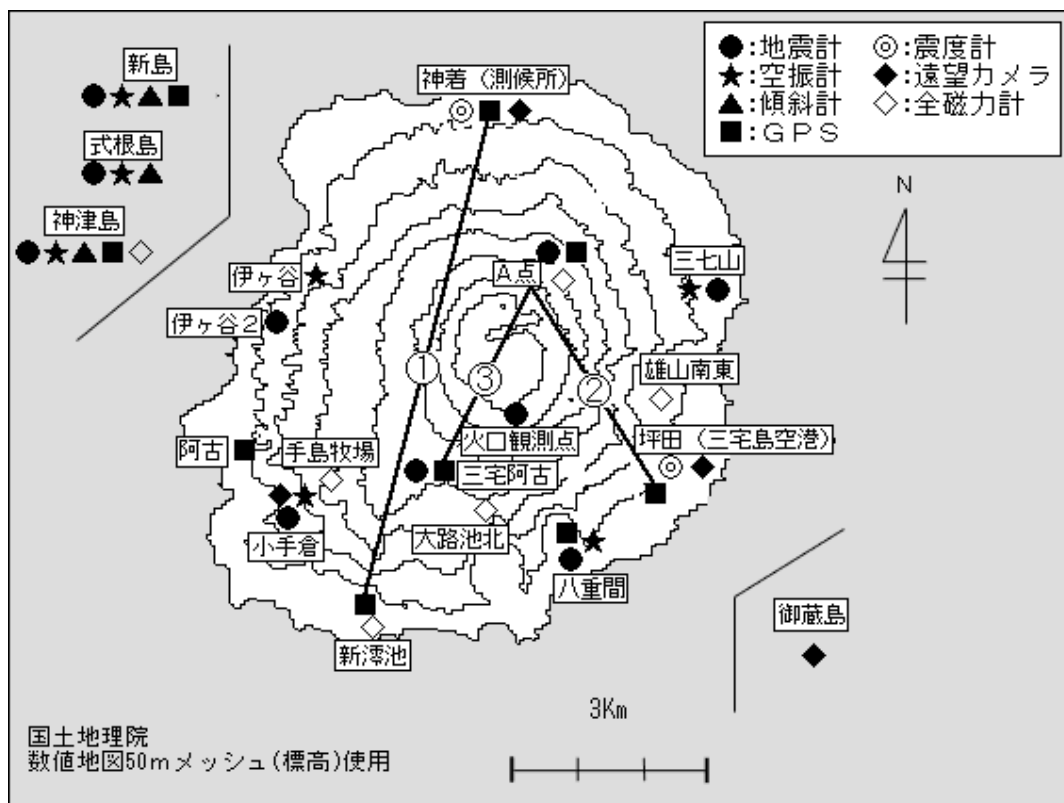 新島
式根島
神津島
神着（測候所）
●:地震計 ◎:震度計
★:空振計 ◆:遠望カメラ
▲:傾斜計 ◇:全磁力計
■:ＧＰＳ
N
A点
三七山
伊ヶ谷
伊ヶ谷２
①
③
②
雄山南東
火口観測点
坪田（三宅島空港）
阿古
手島牧場
三宅阿古
大路池北
小手倉
八重間
新澪池
御蔵島
3Km
国土地理院
数値地図50mメッシュ(標高)使用